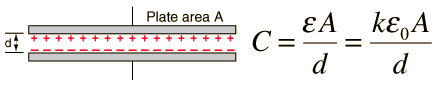 Plate area A
d
+ + + + + + + + + + + + + + + + +
− − − − − − − − − − − − − − − − −
C = εA/d = kε₀A/d